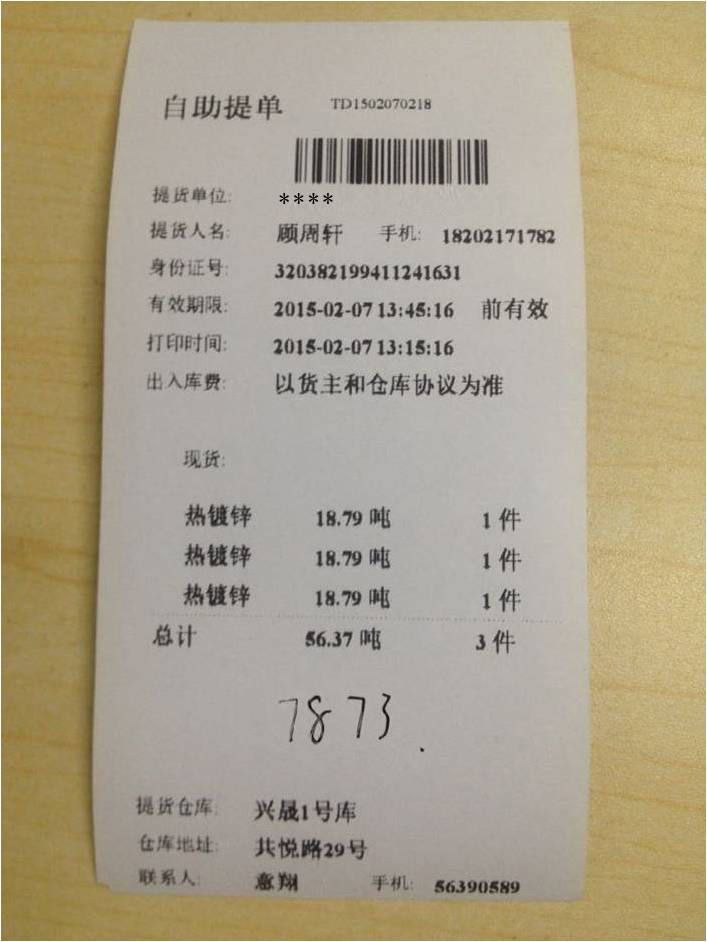 自助提单 TD1502070218
提货单位: ****
提货人名: 顾周轩 手机: 18202171782
身份证号: 320382199411241631
有效期限: 2015-02-07 13:45:16 前有效
打印时间: 2015-02-07 13:15:16
出入库费: 以货主和仓库协议为准
现货:
热镀锌 18.79 吨 1 件
热镀锌 18.79 吨 1 件
热镀锌 18.79 吨 1 件
总计 56.37 吨 3 件
7873.
提货仓库: 兴晟1号库
仓库地址: 共悦路29号
联系人: 翔 手机: 56390589